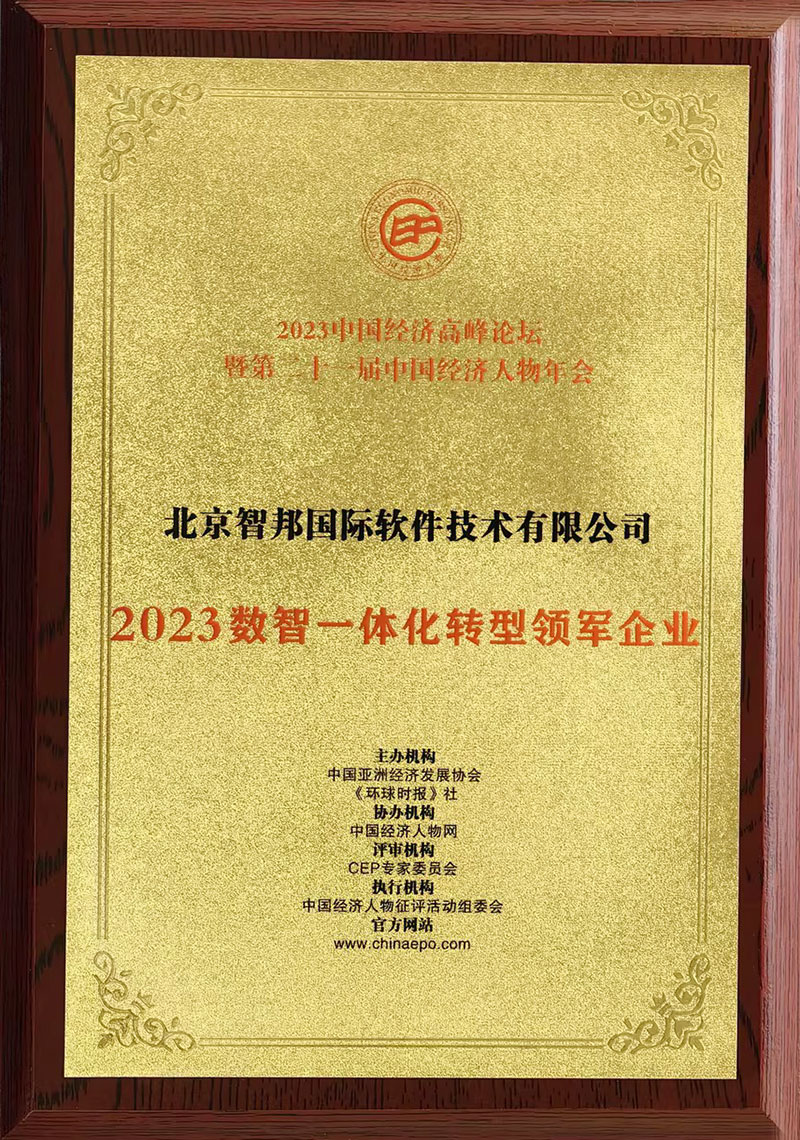 2023中国经济高峰论坛
暨第二十一届中国经济人物年会
北京智邦国际软件技术有限公司
2023数智一体化转型领军企业
主办机构
中国亚洲经济发展协会
《环球时报》社
协办机构
中国经济人物网
评审机构
CEP专家委员会
执行机构
中国经济人物征评活动组委会
官方网站
www.chinaepo.com